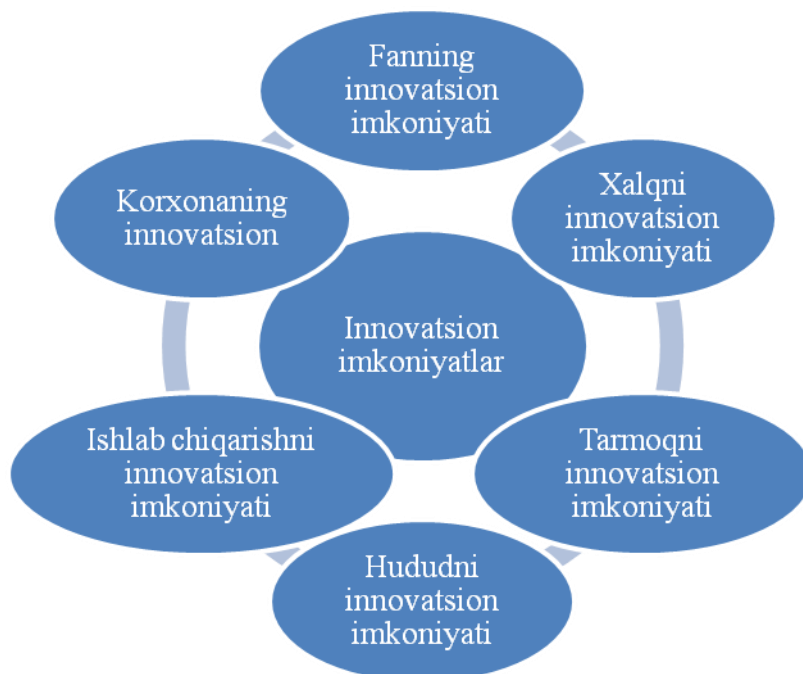 Fanning
innovatsion
imkoniyati
Korxonaning
innovatsion
Xalqni
innovatsion
imkoniyati
Innovatsion
imkoniyatlar
Ishlab chiqarishni
innovatsion
imkoniyati
Tarmoqni
innovatsion
imkoniyati
Hududni
innovatsion
imkoniyati